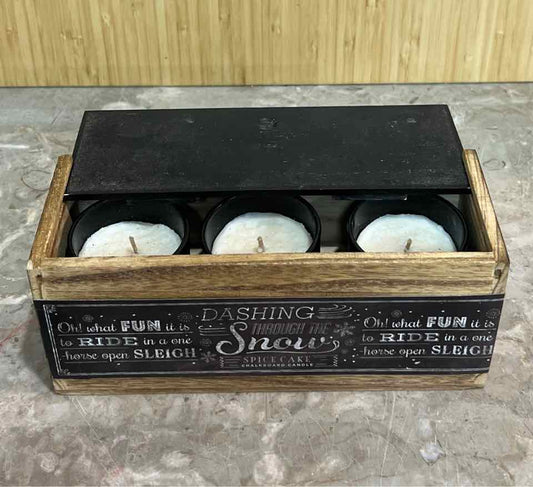 Oh! what FUN it is
to RIDE in a one
horse open SLEIGH
DASHING
THROUGH THE
Snow
SPICE CAKE
CHALKBOARD CANDLE
Oh! what FUN it is
to RIDE in a one
horse open SLEIGH